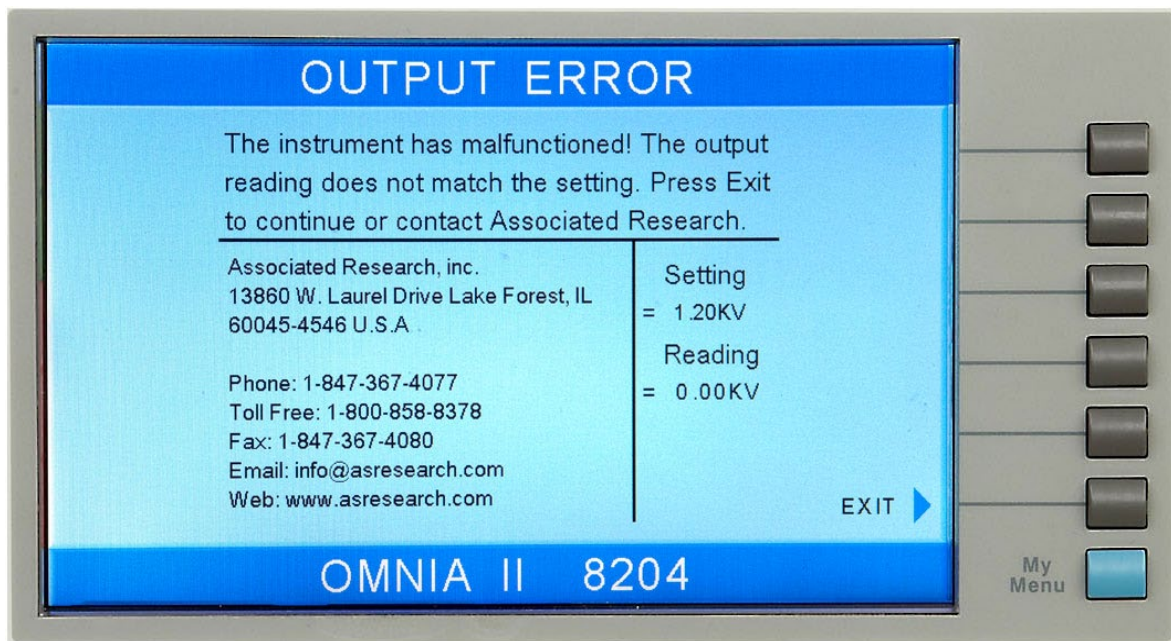 OUTPUT ERROR
The instrument has malfunctioned! The output
reading does not match the setting. Press Exit
to continue or contact Associated Research.
Associated Research, inc.
13860 W. Laurel Drive Lake Forest, IL
60045-4546 U.S.A
Phone: 1-847-367-4077
Toll Free: 1-800-858-8378
Fax: 1-847-367-4080
Email: info@asresearch.com
Web: www.asresearch.com
Setting
= 1.20KV
Reading
= 0.00KV
EXIT
OMNIA II 8204
My
Menu